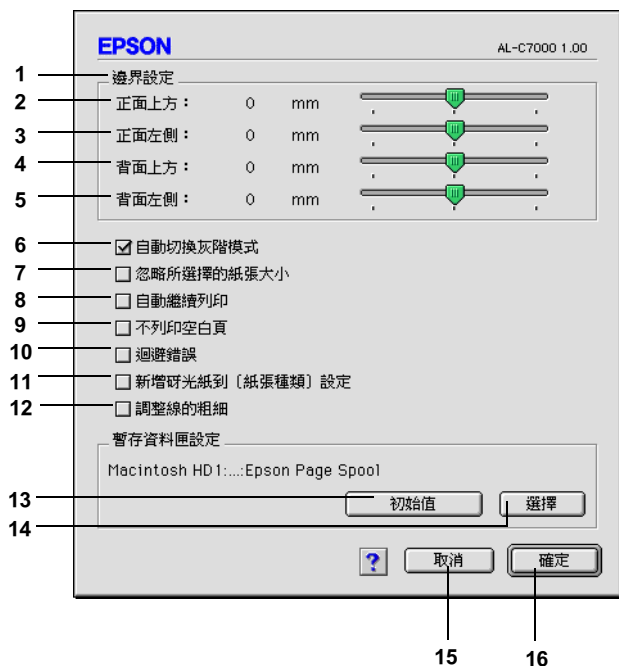 EPSON AL-C7000 1.00
1 邊界設定
2 正面上方： 0 mm
3 正面左側： 0 mm
4 背面上方： 0 mm
5 背面左側： 0 mm
6 自動切換灰階模式
7 忽略所選擇的紙張大小
8 自動繼續列印
9 不列印空白頁
10 迴避錯誤
11 新增砑光紙到〔紙張種類〕設定
12 調整線的粗細
暫存資料匣設定
Macintosh HD1:...:Epson Page Spool
13 初始值
14 選擇
? 取消 確定
15 16